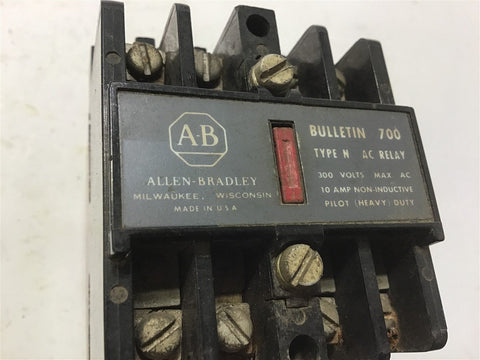 A-B
ALLEN-BRADLEY
MILWAUKEE, WISCONSIN
MADE IN U.S.A
BULLETIN 700
TYPE N AC RELAY
300 VOLTS MAX AC
10 AMP NON-INDUCTIVE
PILOT (HEAVY) DUTY